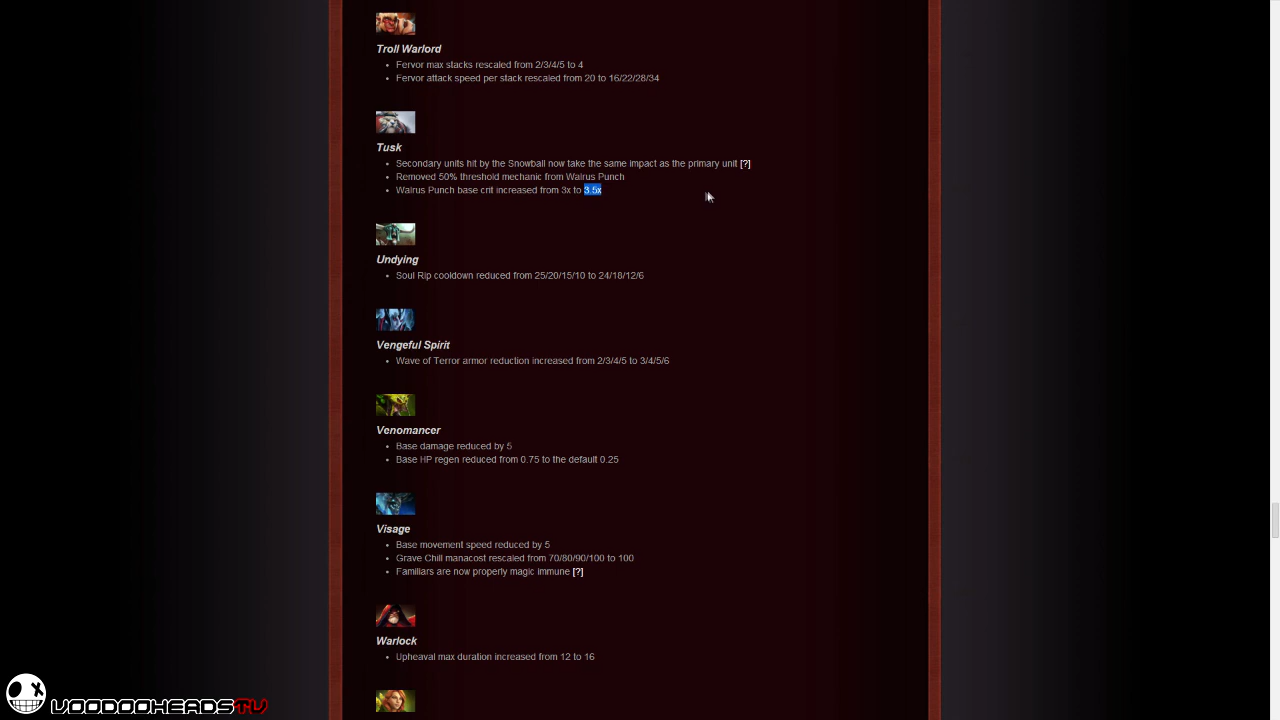 Troll Warlord
• Fervor max stacks rescaled from 2/3/4/5 to 4
• Fervor attack speed per stack rescaled from 20 to 16/22/28/34
Tusk
• Secondary units hit by the Snowball now take the same impact as the primary unit [?]
• Removed 50% threshold mechanic from Walrus Punch
• Walrus Punch base crit increased from 3x to 3.5x
Undying
• Soul Rip cooldown reduced from 25/20/15/10 to 24/18/12/6
Vengeful Spirit
• Wave of Terror armor reduction increased from 2/3/4/5 to 3/4/5/6
Venomancer
• Base damage reduced by 5
• Base HP regen reduced from 0.75 to the default 0.25
Visage
• Base movement speed reduced by 5
• Grave Chill manacost rescaled from 70/80/90/100 to 100
• Familiars are now properly magic immune [?]
Warlock
• Upheaval max duration increased from 12 to 16
VOODOOHEADSTV